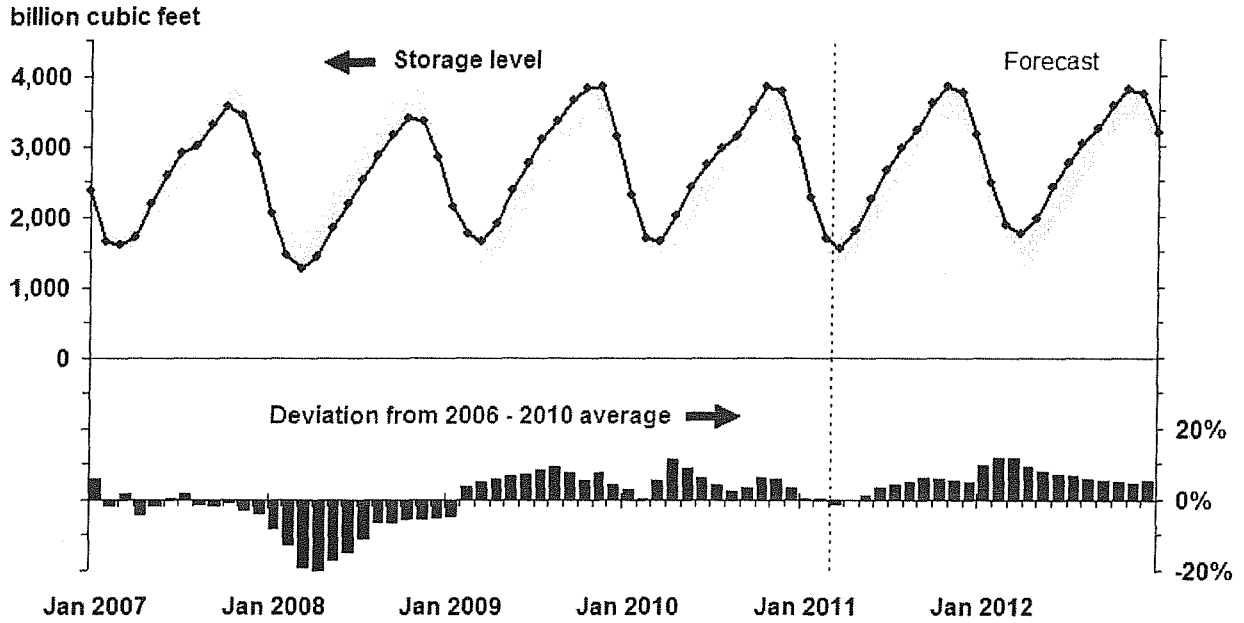 billion cubic feet
4,000
Storage level
Forecast
3,000
2,000
1,000
0
Deviation from 2006 - 2010 average
20%
0%
-20%
Jan 2007 Jan 2008 Jan 2009 Jan 2010 Jan 2011 Jan 2012